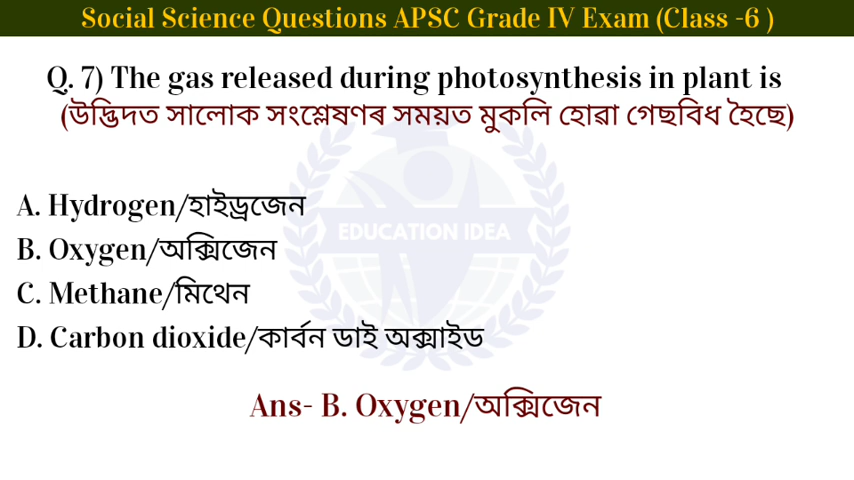 Social Science Questions APSC Grade IV Exam (Class -6 )
Q. 7) The gas released during photosynthesis in plant is
(উদ্ভিদত সালোক সংশ্লেষণৰ সময়ত মুকলি হোৱা গেছবিধ হৈছে)
EDUCATION IDEA
A. Hydrogen/হাইড্ৰজেন
B. Oxygen/অক্সিজেন
C. Methane/মিথেন
D. Carbon dioxide/কাৰ্বন ডাই অক্সাইড
Ans- B. Oxygen/অক্সিজেন